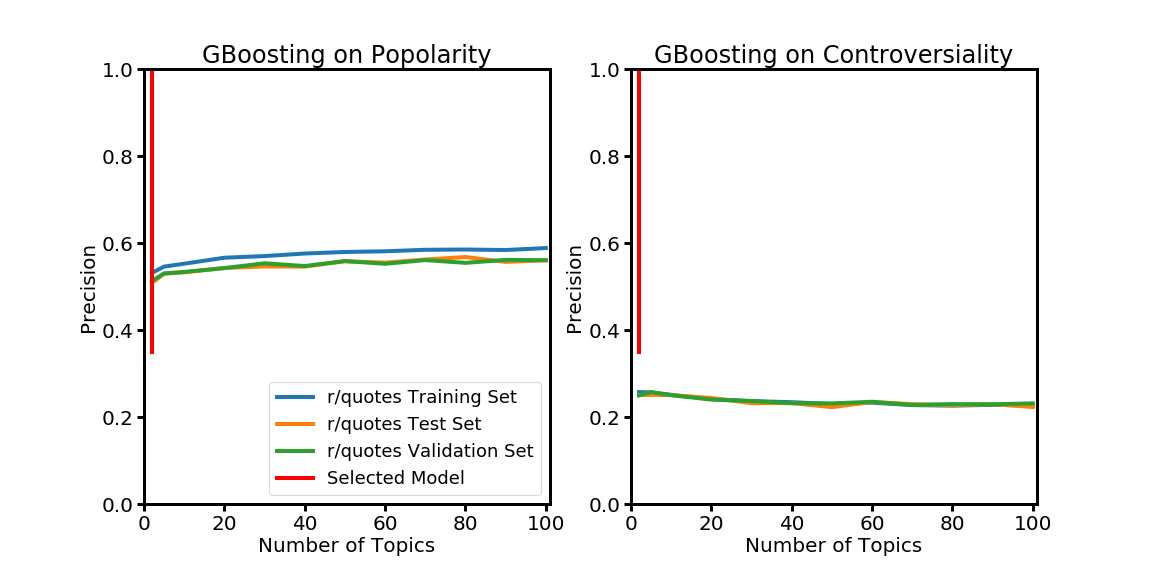 GBoosting on Popolarity
1.0
0.8
0.6
0.4
0.2
0.0
Precision
0 20 40 60 80 100
Number of Topics
r/quotes Training Set
r/quotes Test Set
r/quotes Validation Set
Selected Model
GBoosting on Controversiality
1.0
0.8
0.6
0.4
0.2
0.0
Precision
0 20 40 60 80 100
Number of Topics